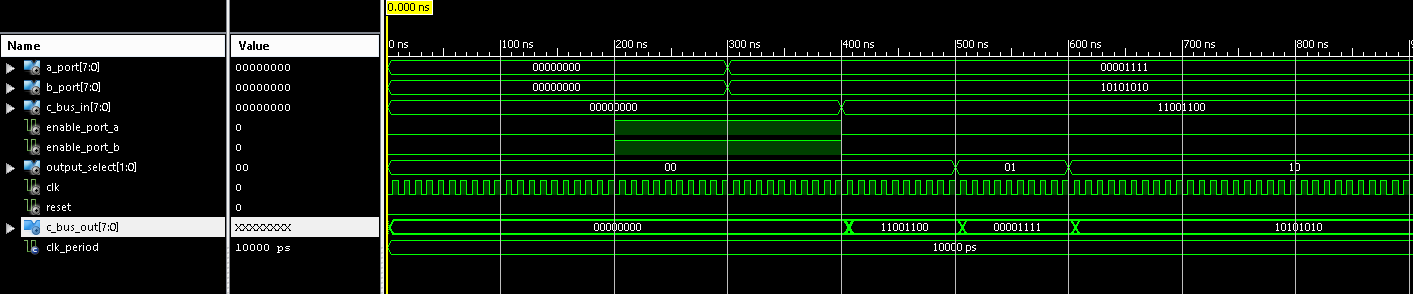 0.000 ns
Name Value 0 ns 100 ns 200 ns 300 ns 400 ns 500 ns 600 ns 700 ns 800 ns
a_port[7:0] 00000000 00000000 00001111
b_port[7:0] 00000000 00000000 10101010
c_bus_in[7:0] 00000000 00000000 11001100
enable_port_a 0
enable_port_b 0
output_select[1:0] 00 00 01 10
clk 0
reset 0
c_bus_out[7:0] XXXXXXXX 00000000 11001100 00001111 10101010
clk_period 10000 ps 10000 ps